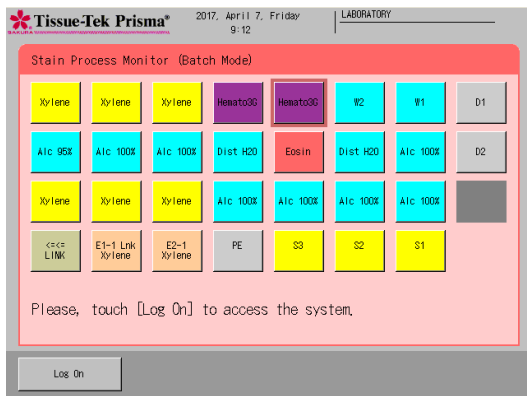 SAKURA Tissue-Tek Prisma® 2017, April 7, Friday LABORATORY
9:12
Stain Process Monitor (Batch Mode)
Xylene Xylene Xylene Hemato3G Hemato3G W2 W1 D1
Alc 95% Alc 100% Alc 100% Dist H2O Eosin Dist H2O Alc 100% D2
Xylene Xylene Xylene Alc 100% Alc 100% Alc 100% Alc 100%
<=<= LINK E1-1 Lnk Xylene E2-1 Xylene PE S3 S2 S1
Please, touch [Log On] to access the system.
Log On